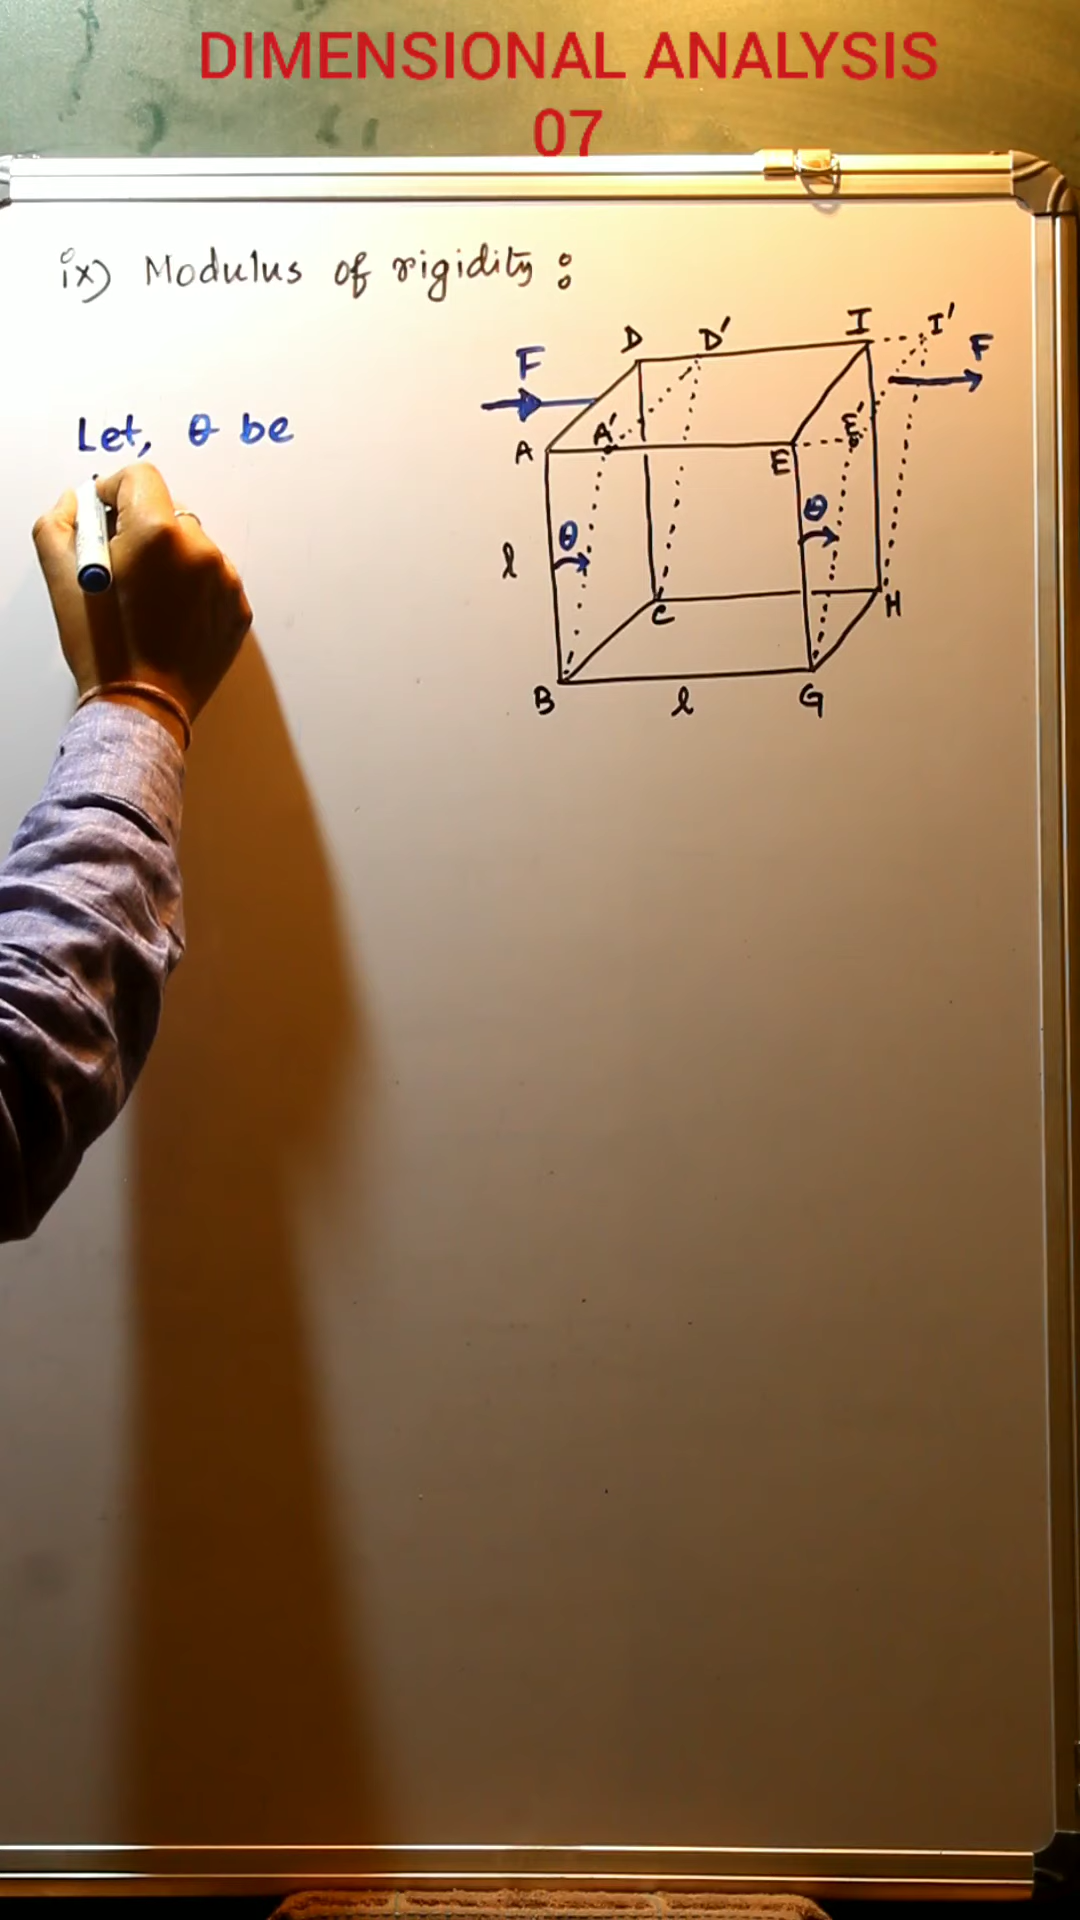 DIMENSIONAL ANALYSIS
07
ix) Modulus of rigidity :
D D' I I'
F F
Let, θ be
A A' E E'
θ θ
l
C H
B l G